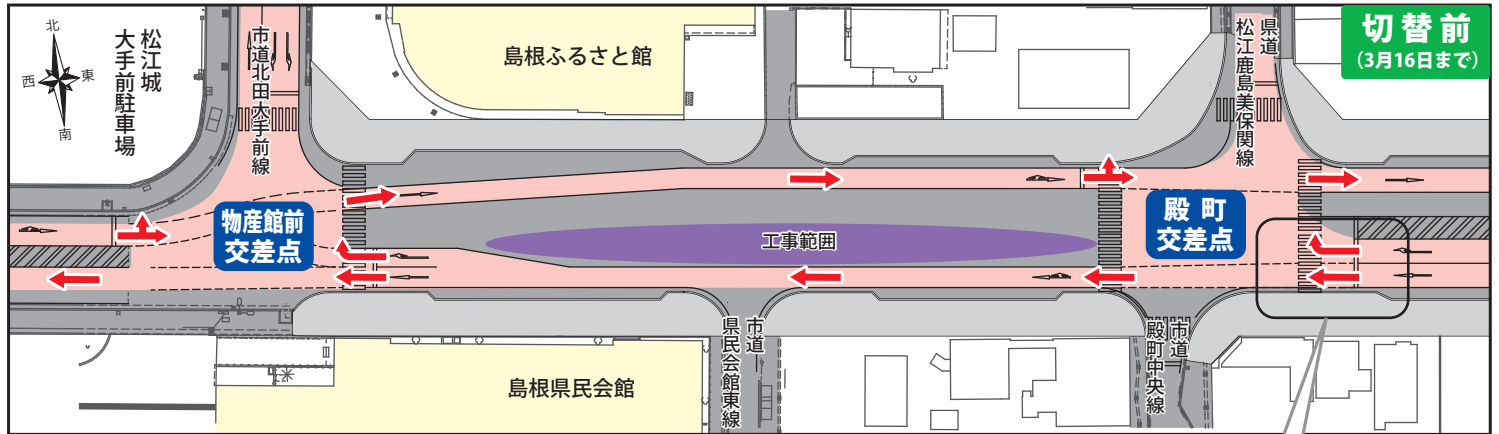 北
西
東
南
松江城
大手前駐車場
市道北田大手前線
島根ふるさと館
県道
松江鹿島美保関線
切替前
(3月16日まで)
物産館前
交差点
工事範囲
殿町
交差点
島根県民会館
市道
県民会館東線
市道
殿町中央線